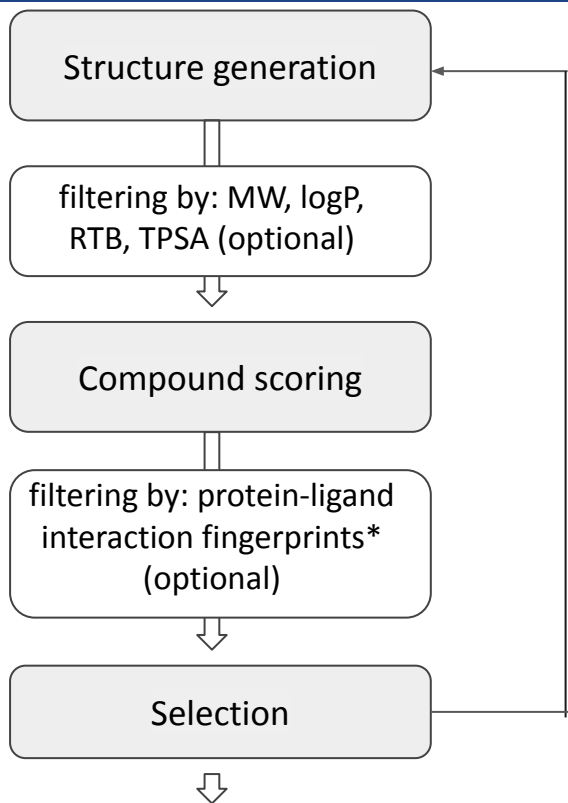 Structure generation
filtering by: MW, logP,
RTB, TPSA (optional)
Compound scoring
filtering by: protein-ligand
interaction fingerprints*
(optional)
Selection